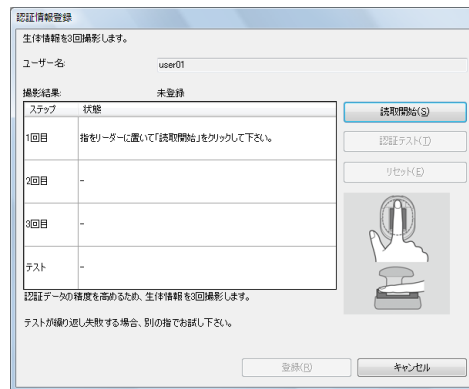 認証情報登録
生体情報を3回撮影します。
ユーザー名: user01
撮影結果: 未登録
ステップ 状態
1回目 指をリーダーに置いて「読取開始」をクリックして下さい。
2回目 -
3回目 -
テスト -
読取開始(S)
認証テスト(T)
リセット(E)
認証データの精度を高めるため、生体情報を3回撮影します。
テストが繰り返し失敗する場合、別の指でお試し下さい。
登録(R) キャンセル